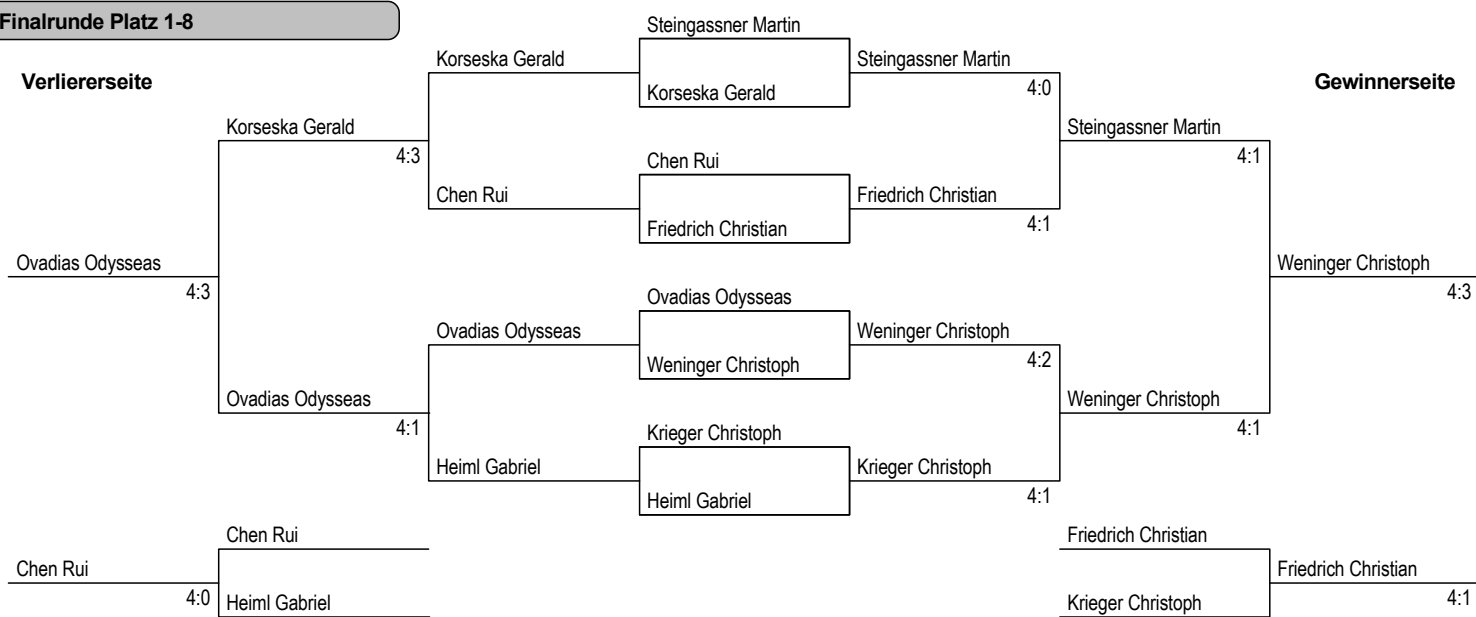 Finalrunde Platz 1-8
Steingassner Martin
Korseska Gerald
Steingassner Martin
Verliererseite
Gewinnerseite
4:0
Korseska Gerald
Korseska Gerald
Steingassner Martin
4:3
4:1
Chen Rui
Chen Rui
Friedrich Christian
4:1
Friedrich Christian
Ovadias Odysseas
Weninger Christoph
4:3
4:3
Ovadias Odysseas
Ovadias Odysseas
Weninger Christoph
4:2
Weninger Christoph
Ovadias Odysseas
Weninger Christoph
4:1
4:1
Krieger Christoph
Heiml Gabriel
Krieger Christoph
4:1
Heiml Gabriel
Chen Rui
Friedrich Christian
Chen Rui
Friedrich Christian
4:0
4:1
Heiml Gabriel
Krieger Christoph